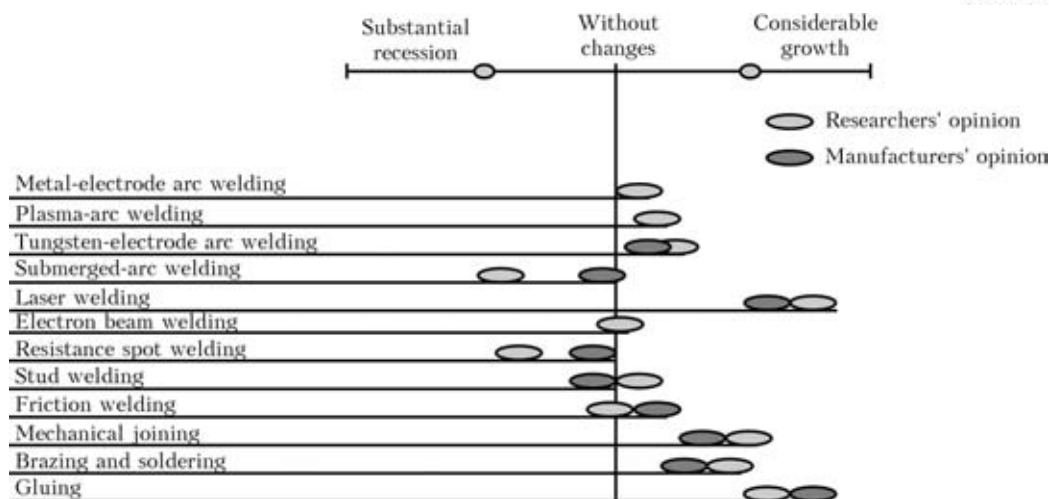 Substantial recession
Without changes
Considerable growth
Researchers' opinion
Manufacturers' opinion
Metal-electrode arc welding
Plasma-arc welding
Tungsten-electrode arc welding
Submerged-arc welding
Laser welding
Electron beam welding
Resistance spot welding
Stud welding
Friction welding
Mechanical joining
Brazing and soldering
Gluing